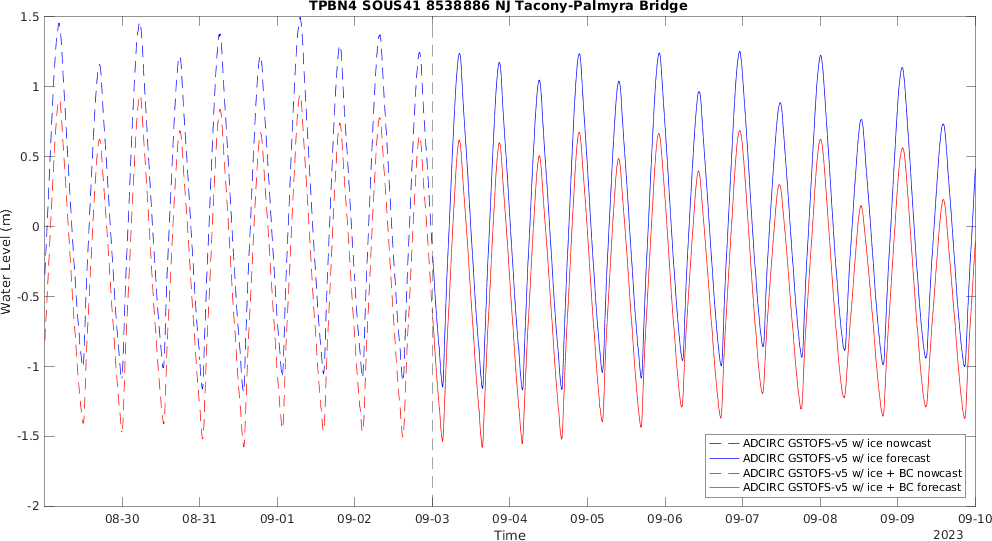 TPBN4 SOUS41 8538886 NJ Tacony-Palmyra Bridge
Water Level (m)
1.5
1
0.5
0
-0.5
-1
-1.5
-2
08-30 08-31 09-01 09-02 09-03 09-04 09-05 09-06 09-07 09-08 09-09 09-10
Time
2023
ADCIRC GSTOFS-v5 w/ ice nowcast
ADCIRC GSTOFS-v5 w/ ice forecast
ADCIRC GSTOFS-v5 w/ ice + BC nowcast
ADCIRC GSTOFS-v5 w/ ice + BC forecast